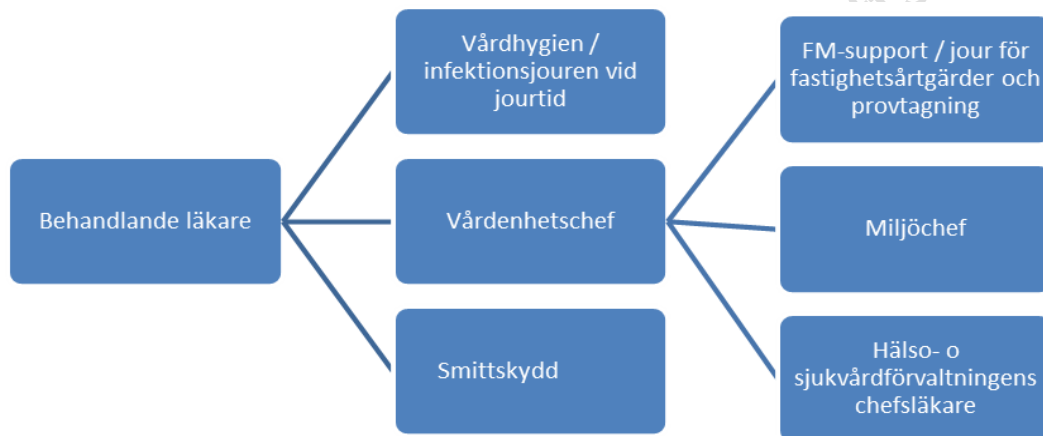 Behandlande läkare
Vårdhygien /
infektionsjouren vid
jourtid
Vårdenhetschef
Smittskydd
FM-support / jour för
fastighetsårtgärder och
provtagning
Miljöchef
Hälso- o
sjukvårdförvaltningens
chefsläkare